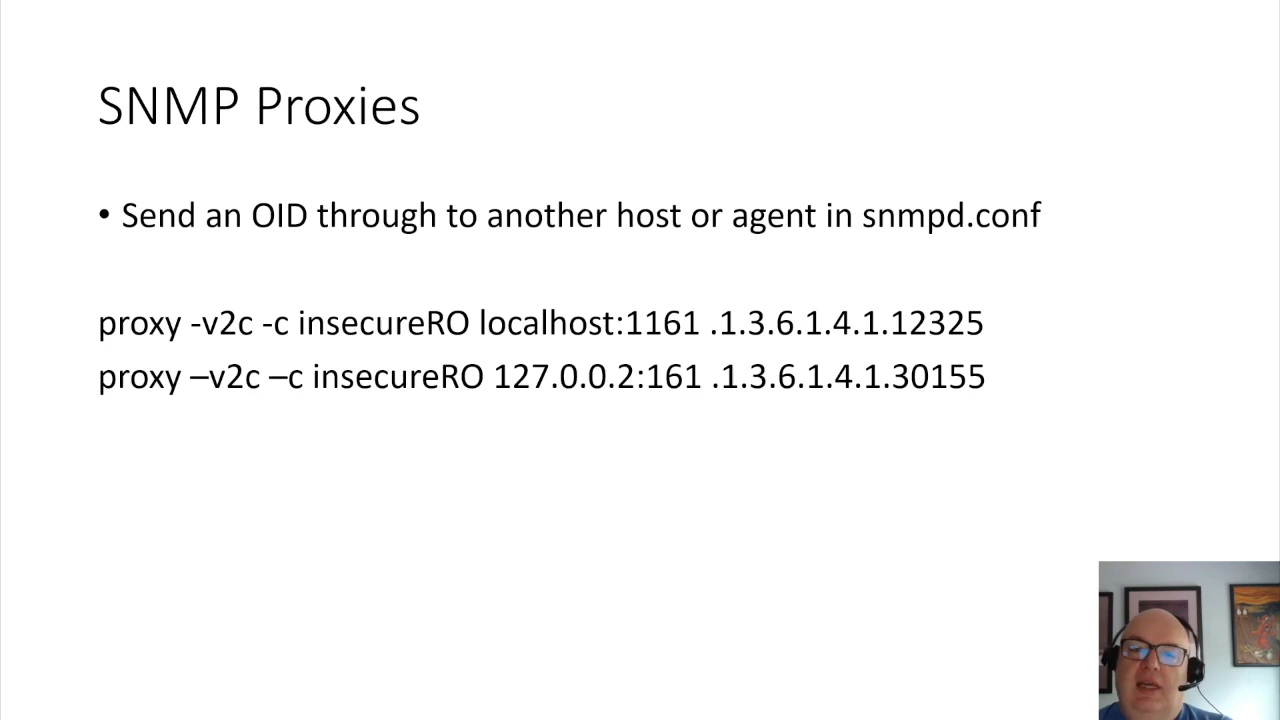 SNMP Proxies
• Send an OID through to another host or agent in snmpd.conf
proxy -v2c -c insecureRO localhost:1161 .1.3.6.1.4.1.12325
proxy –v2c –c insecureRO 127.0.0.2:161 .1.3.6.1.4.1.30155